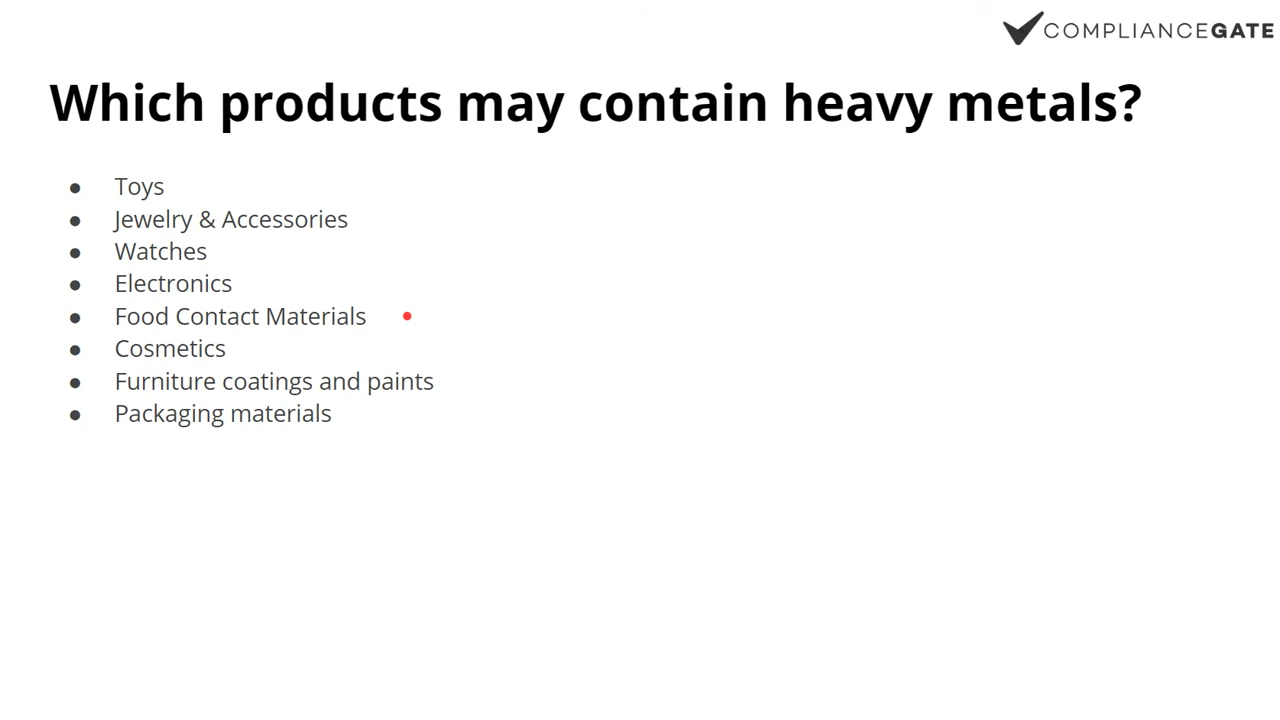 COMPLIANCEGATE
Which products may contain heavy metals?
● Toys
● Jewelry & Accessories
● Watches
● Electronics
● Food Contact Materials
● Cosmetics
● Furniture coatings and paints
● Packaging materials